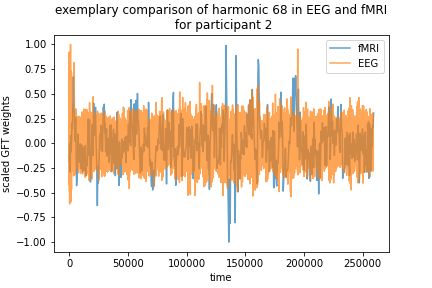 exemplary comparison of harmonic 68 in EEG and fMRI
for participant 2
scaled GFT weights
1.00
0.75
0.50
0.25
0.00
−0.25
−0.50
−0.75
−1.00
fMRI
EEG
0
50000
100000
150000
200000
250000
time